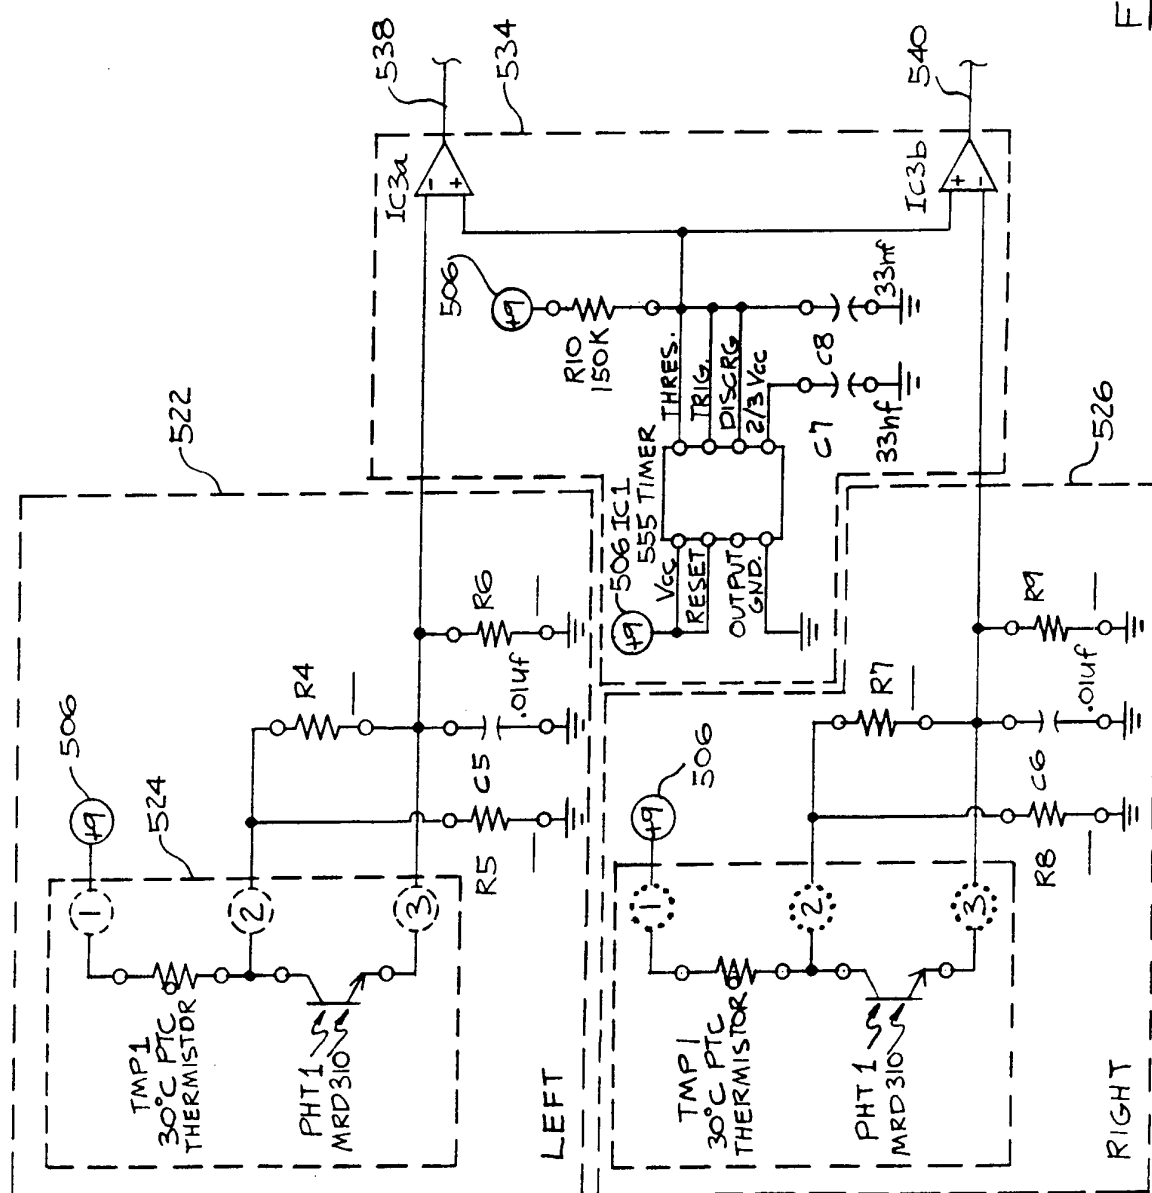 538
534
540
F
IC3a
-
+
IC3b
+
-
506
+9
R10
150K
THRES.
TRIG.
DISCRG
2/3 Vcc
C8
33nf
C7
33nf
522
526
506
IC1
555 TIMER
+9
Vcc
RESET
OUTPUT
GND.
R6
R4
C5
.01uf
R5
506
+9
524
1
2
3
TMP1
30°C PTC
THERMISTOR
PHT1
MRD310
LEFT
R9
R7
C6
.01uf
R8
506
+9
1
2
3
TMP1
30°C PTC
THERMISTOR
PHT1
MRD310
RIGHT